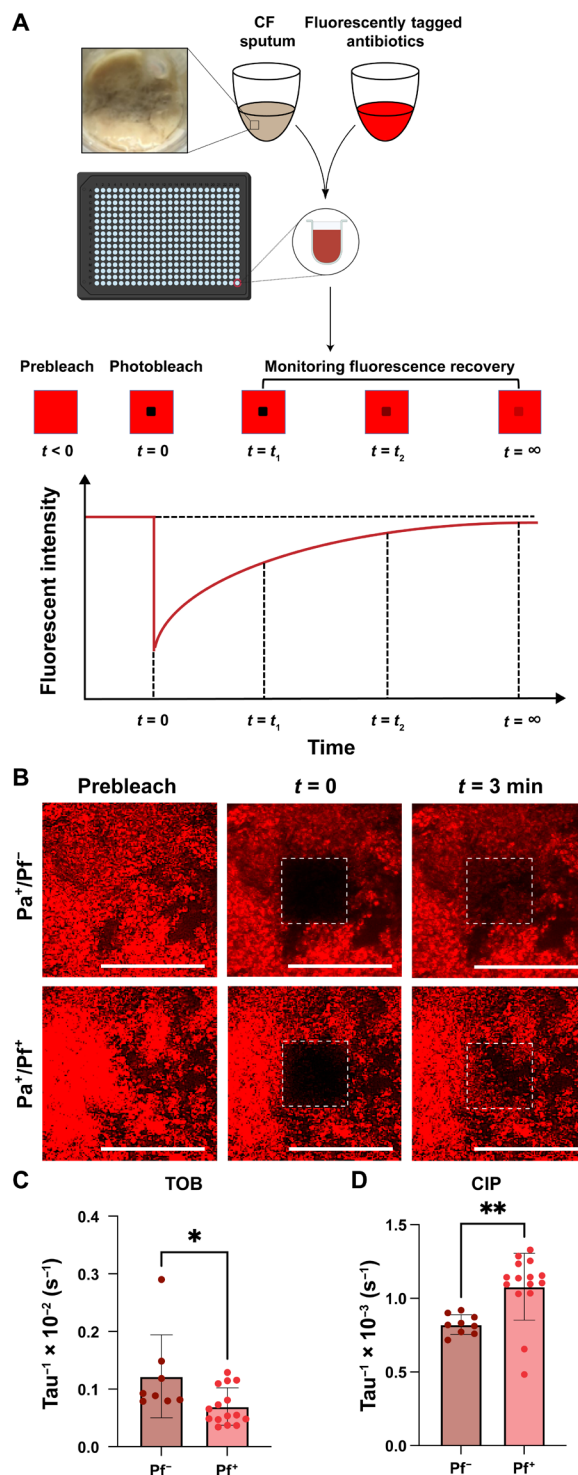 A
CF
sputum
Fluorescently tagged
antibiotics
Prebleach
Photobleach
Monitoring fluorescence recovery
t < 0
t = 0
t = t₁
t = t₂
t = ∞
Fluorescent intensity
t = 0
t = t₁
t = t₂
t = ∞
Time
B
Prebleach
t = 0
t = 3 min
Pa⁺/Pf⁻
Pa⁺/Pf⁺
C
TOB
*
Tau⁻¹ × 10⁻² (s⁻¹)
0.4
0.3
0.2
0.1
0.0
Pf⁻
Pf⁺
D
CIP
**
Tau⁻¹ × 10⁻³ (s⁻¹)
1.5
1.0
0.5
0.0
Pf⁻
Pf⁺